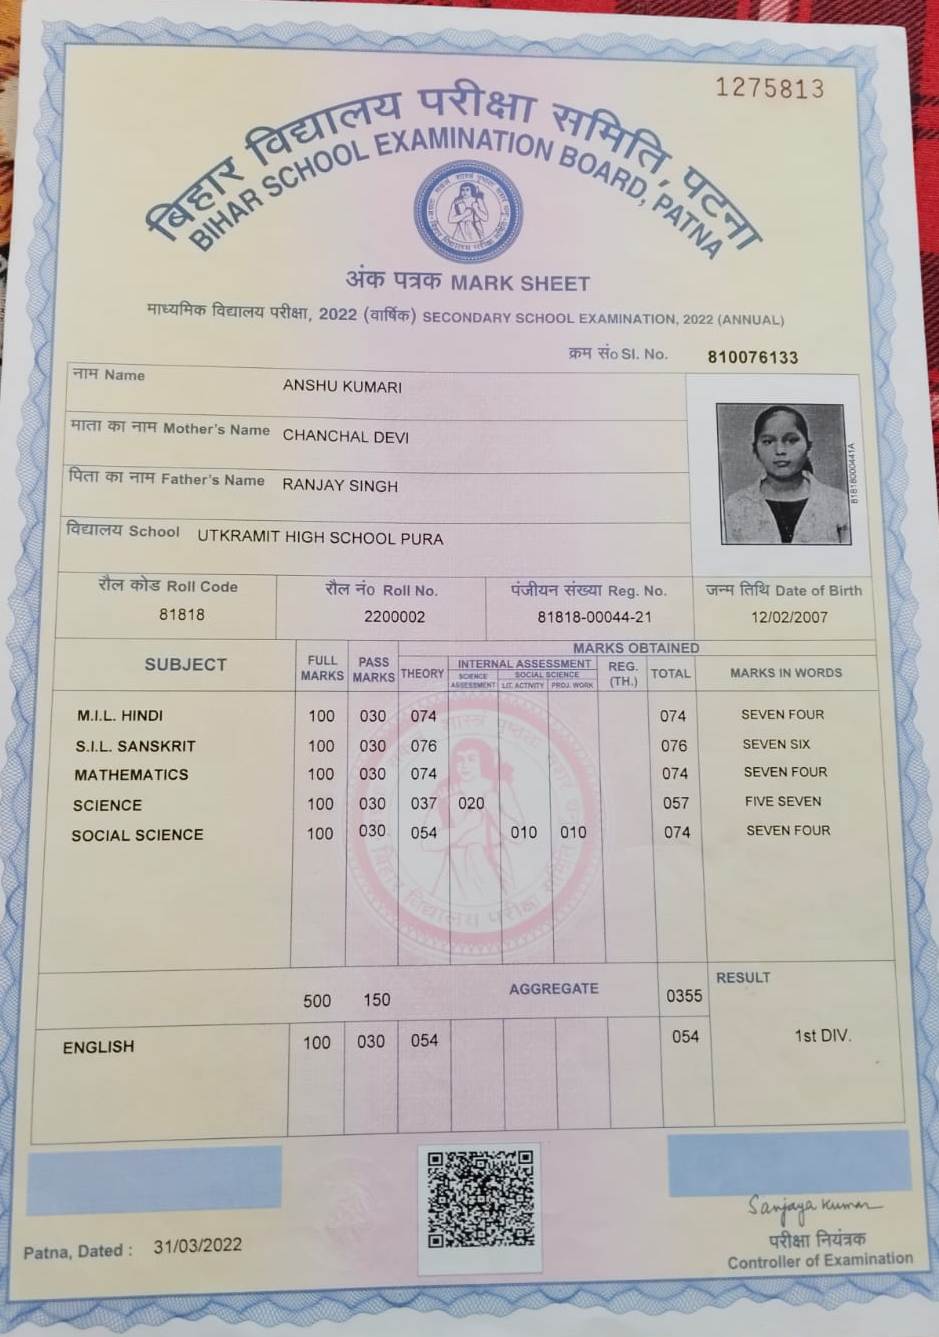 1275813
बिहार विद्यालय परीक्षा समिति, पटना
BIHAR SCHOOL EXAMINATION BOARD, PATNA
अंक पत्रक MARK SHEET
माध्यमिक विद्यालय परीक्षा, 2022 (वार्षिक) SECONDARY SCHOOL EXAMINATION, 2022 (ANNUAL)
क्रम सं० Sl. No. 810076133
नाम Name ANSHU KUMARI
माता का नाम Mother's Name CHANCHAL DEVI
पिता का नाम Father's Name RANJAY SINGH
81818000441A
विद्यालय School UTKRAMIT HIGH SCHOOL PURA
रौल कोड Roll Code रौल नं० Roll No. पंजीयन संख्या Reg. No. जन्म तिथि Date of Birth
81818 2200002 81818-00044-21 12/02/2007
MARKS OBTAINED
SUBJECT FULL MARKS PASS MARKS THEORY INTERNAL ASSESSMENT REG. (TH.) TOTAL MARKS IN WORDS
SCIENCE ASSESSMENT SOCIAL SCIENCE
LIT. ACTIVITY PROJ. WORK
M.I.L. HINDI 100 030 074 074 SEVEN FOUR
S.I.L. SANSKRIT 100 030 076 076 SEVEN SIX
MATHEMATICS 100 030 074 074 SEVEN FOUR
SCIENCE 100 030 037 020 057 FIVE SEVEN
SOCIAL SCIENCE 100 030 054 010 010 074 SEVEN FOUR
500 150 AGGREGATE 0355 RESULT
ENGLISH 100 030 054 054 1st DIV.
Sanjaya Kumar
Patna, Dated : 31/03/2022
परीक्षा नियंत्रक
Controller of Examination